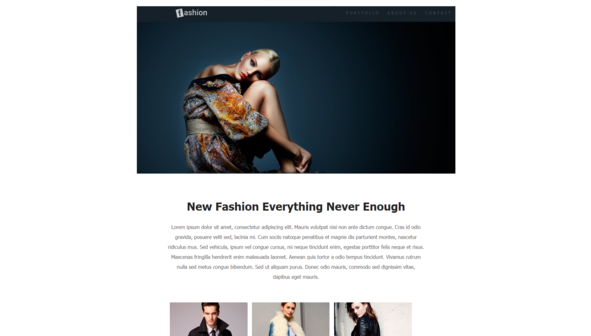 fashion
PORTFOLIO ABOUT US CONTACT
New Fashion Everything Never Enough
Lorem ipsum dolor sit amet, consectetur adipiscing elit. Mauris volutpat nisi non ante dictum congue. Cras id odio
gravida, posuere velit sed, lacinia mi. Cum sociis natoque penatibus et magnis dis parturient montes, nascetur
ridiculus mus. Sed vehicula, ipsum vel congue cursus, mi neque tincidunt enim, egestas porttitor felis neque et risus.
Maecenas fringilla hendrerit enim malesuada laoreet. Aenean quis tortor a odio tempus tincidunt. Vivamus rutrum
nulla sed metus congue bibendum. Sed ut aliquam purus. Donec odio mauris, commodo sed dignissim vitae,
dapibus eget mauris.